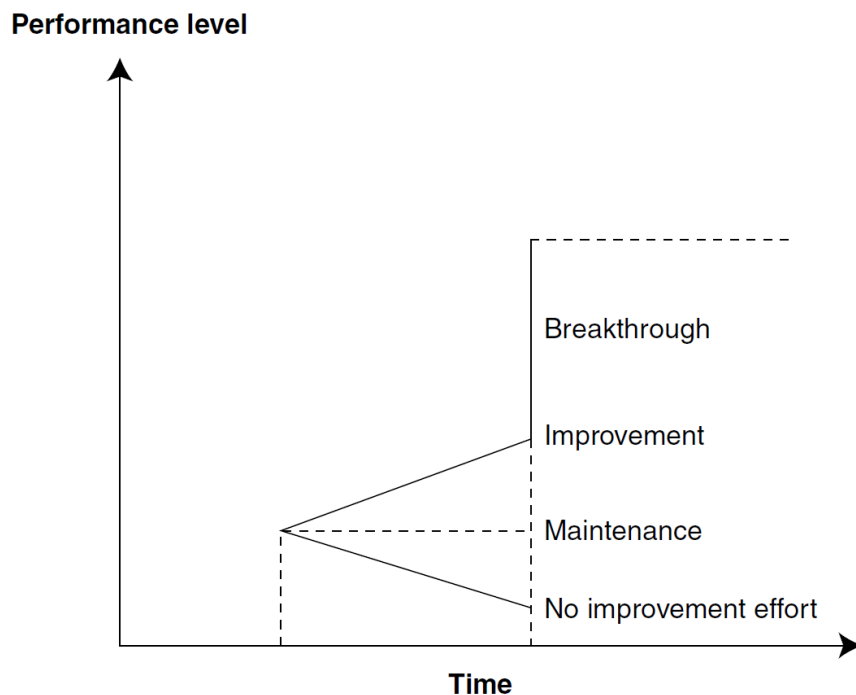 Performance level
Breakthrough
Improvement
Maintenance
No improvement effort
Time